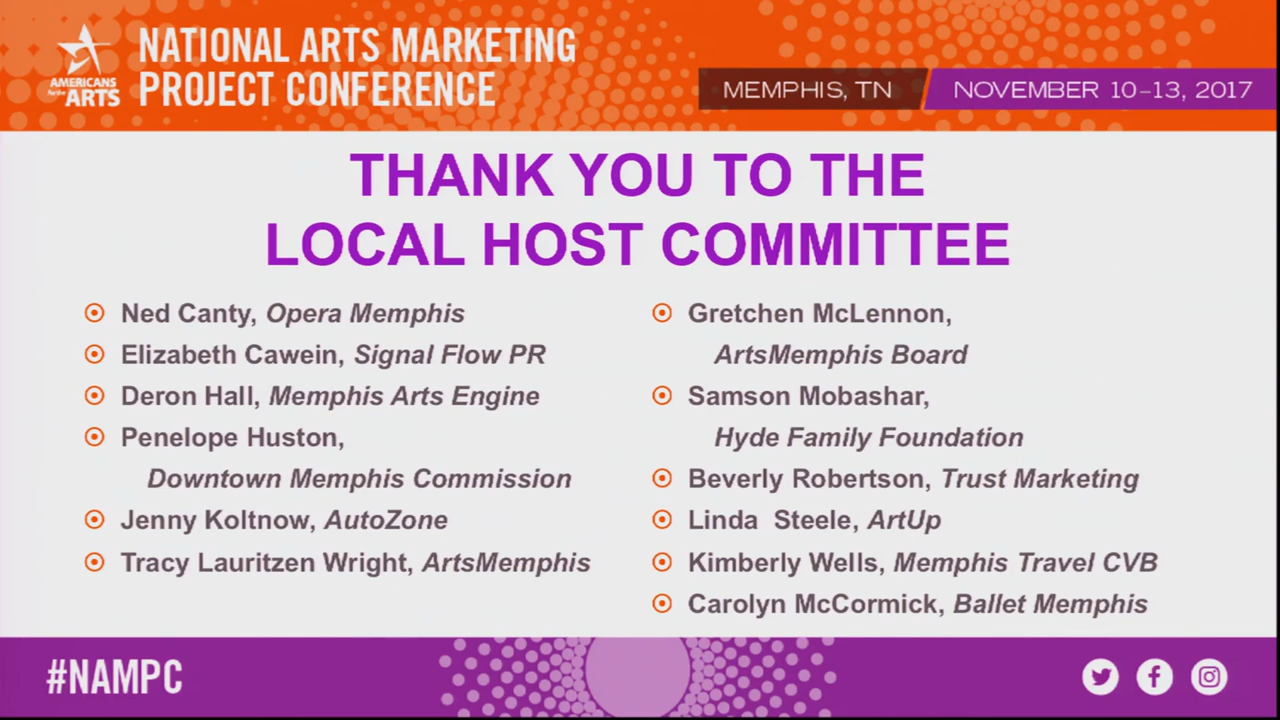 AMERICANS
for the
ARTS
NATIONAL ARTS MARKETING
PROJECT CONFERENCE
MEMPHIS, TN
NOVEMBER 10–13, 2017
THANK YOU TO THE
LOCAL HOST COMMITTEE
Ned Canty, Opera Memphis
Elizabeth Cawein, Signal Flow PR
Deron Hall, Memphis Arts Engine
Penelope Huston,
Downtown Memphis Commission
Jenny Koltnow, AutoZone
Tracy Lauritzen Wright, ArtsMemphis
Gretchen McLennon,
ArtsMemphis Board
Samson Mobashar,
Hyde Family Foundation
Beverly Robertson, Trust Marketing
Linda  Steele, ArtUp
Kimberly Wells, Memphis Travel CVB
Carolyn McCormick, Ballet Memphis
#NAMPC